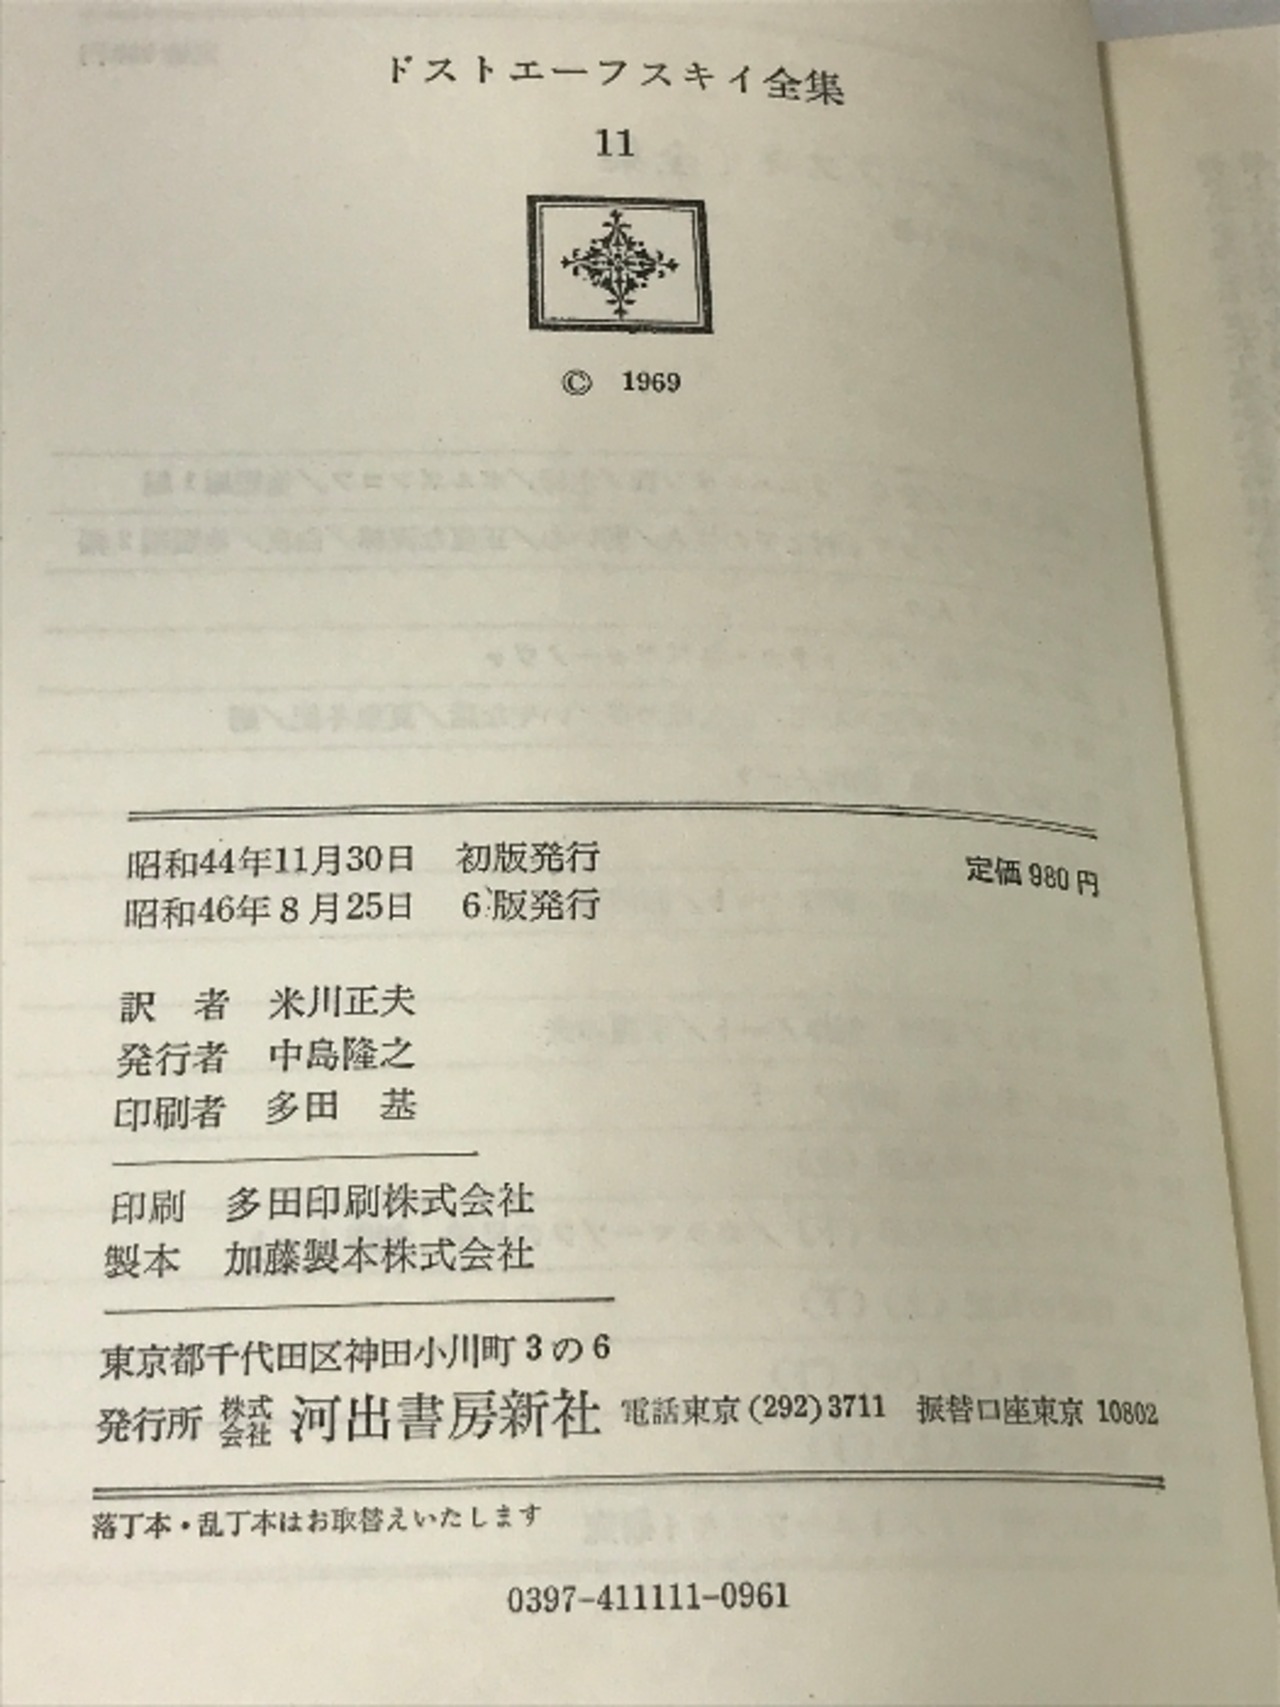 ドストエーフスキイ全集
11
© 1969
昭和44年11月30日 初版発行
昭和46年8月25日 6版発行
定価980円
訳 者 米川正夫
発行者 中島隆之
印刷者 多田 基
印刷 多田印刷株式会社
製本 加藤製本株式会社
東京都千代田区神田小川町3の6
発行所 株式会社 河出書房新社 電話東京(292)3711 振替口座東京 10802
落丁本・乱丁本はお取替えいたします
0397-411111-0961